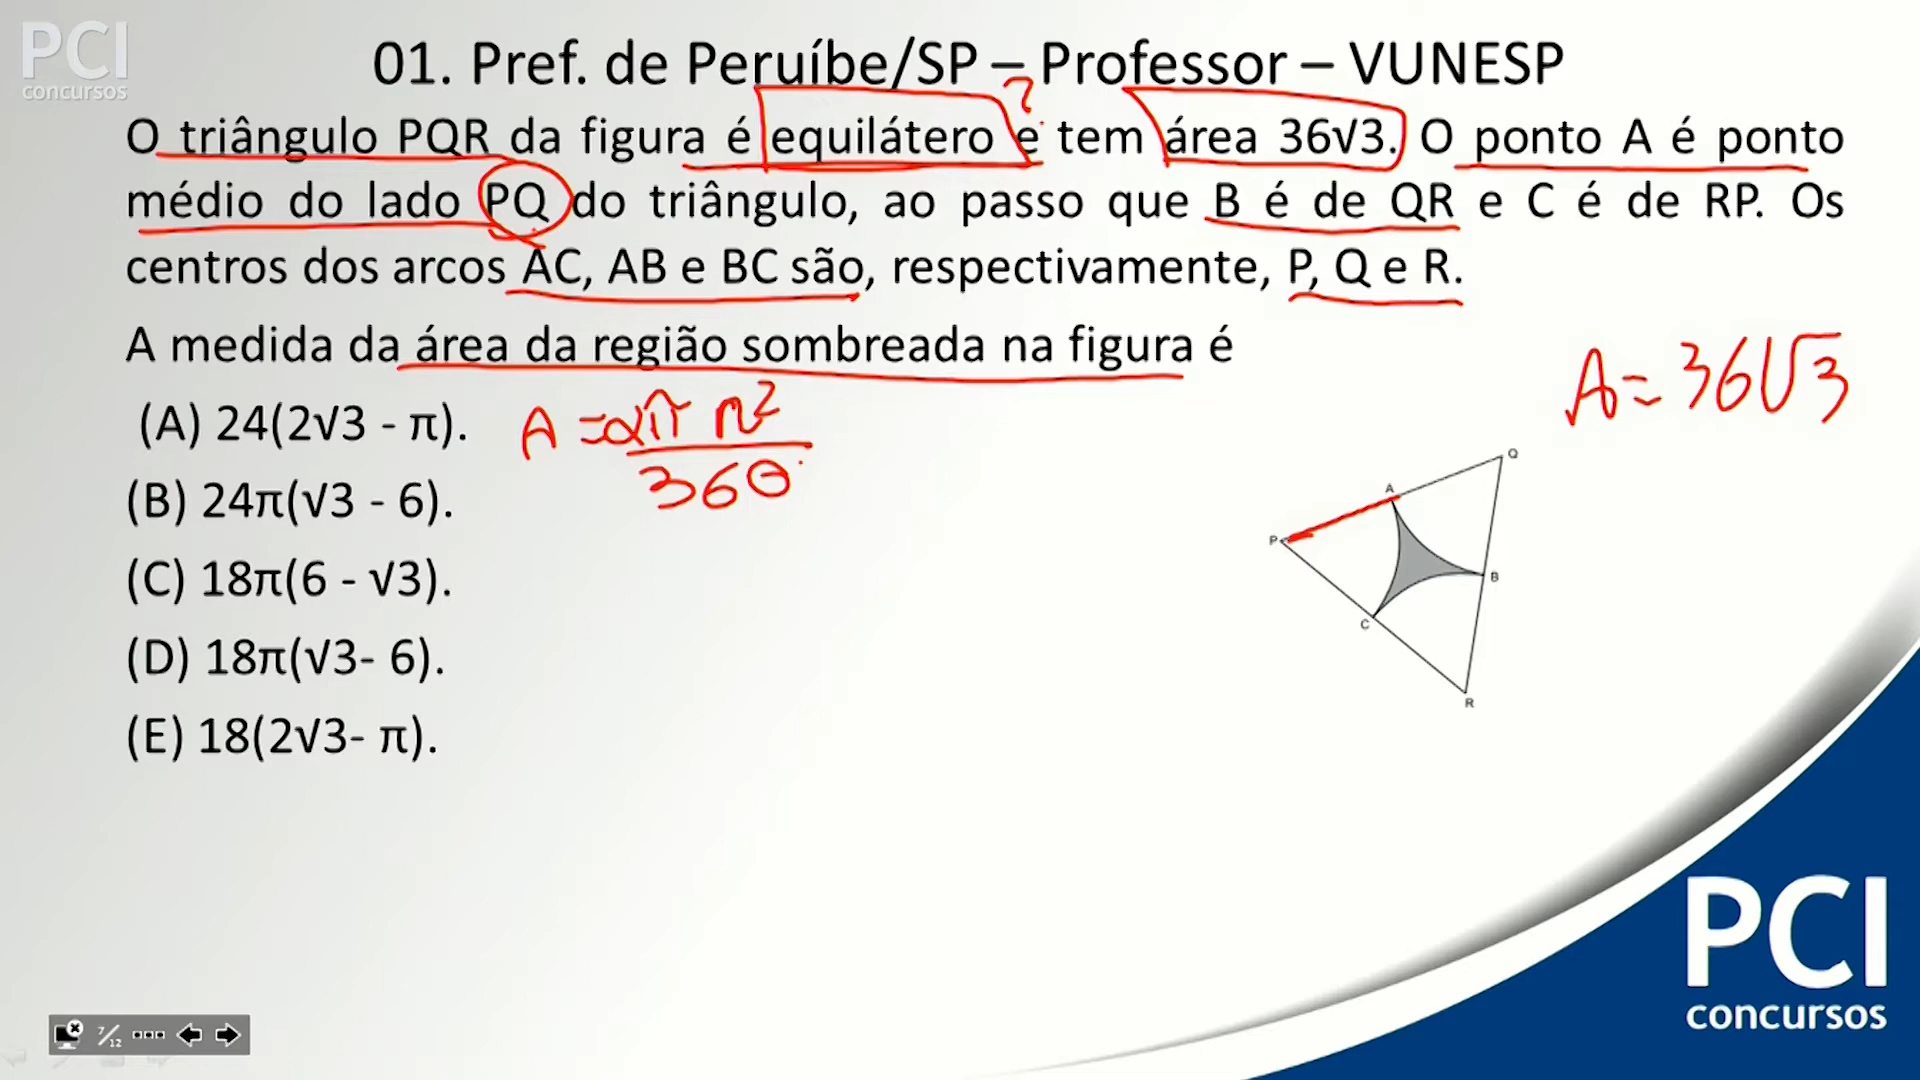 PCI
concursos
01. Pref. de Peruíbe/SP – Professor – VUNESP
?
O triângulo PQR da figura é equilátero e tem área 36√3. O ponto A é ponto
médio do lado PQ do triângulo, ao passo que B é de QR e C é de RP. Os
centros dos arcos AC, AB e BC são, respectivamente, P, Q e R.
A medida da área da região sombreada na figura é
A = 36√3
(A) 24(2√3 - π).
A = απ r²
360°
(B) 24π(√3 - 6).
(C) 18π(6 - √3).
(D) 18π(√3- 6).
(E) 18(2√3- π).
Q
A
P
B
C
R
PCI
concursos
7/12